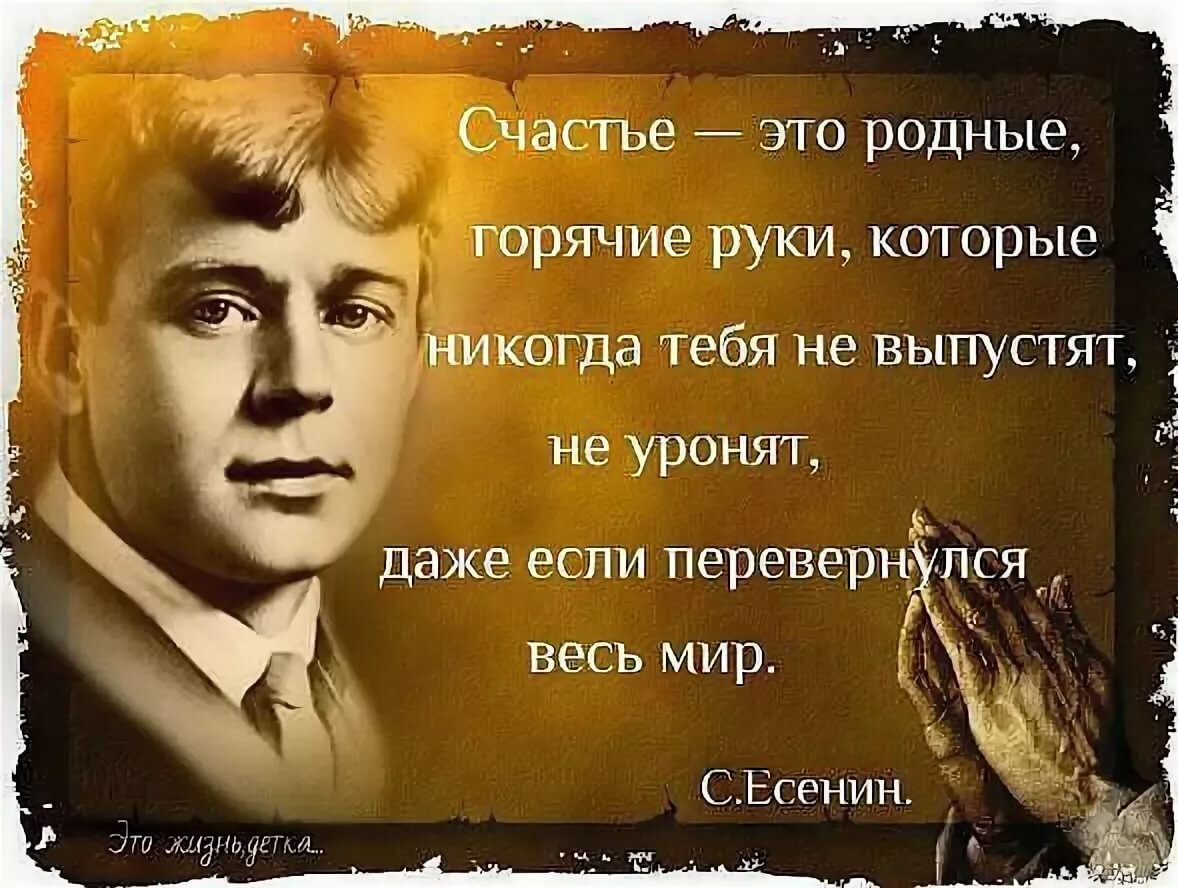 Счастье — это родные,
горячие руки, которые
никогда тебя не выпустят,
не уронят,
даже если перевернулся
весь мир.
С.Есенин.
Это жизнь,детка...